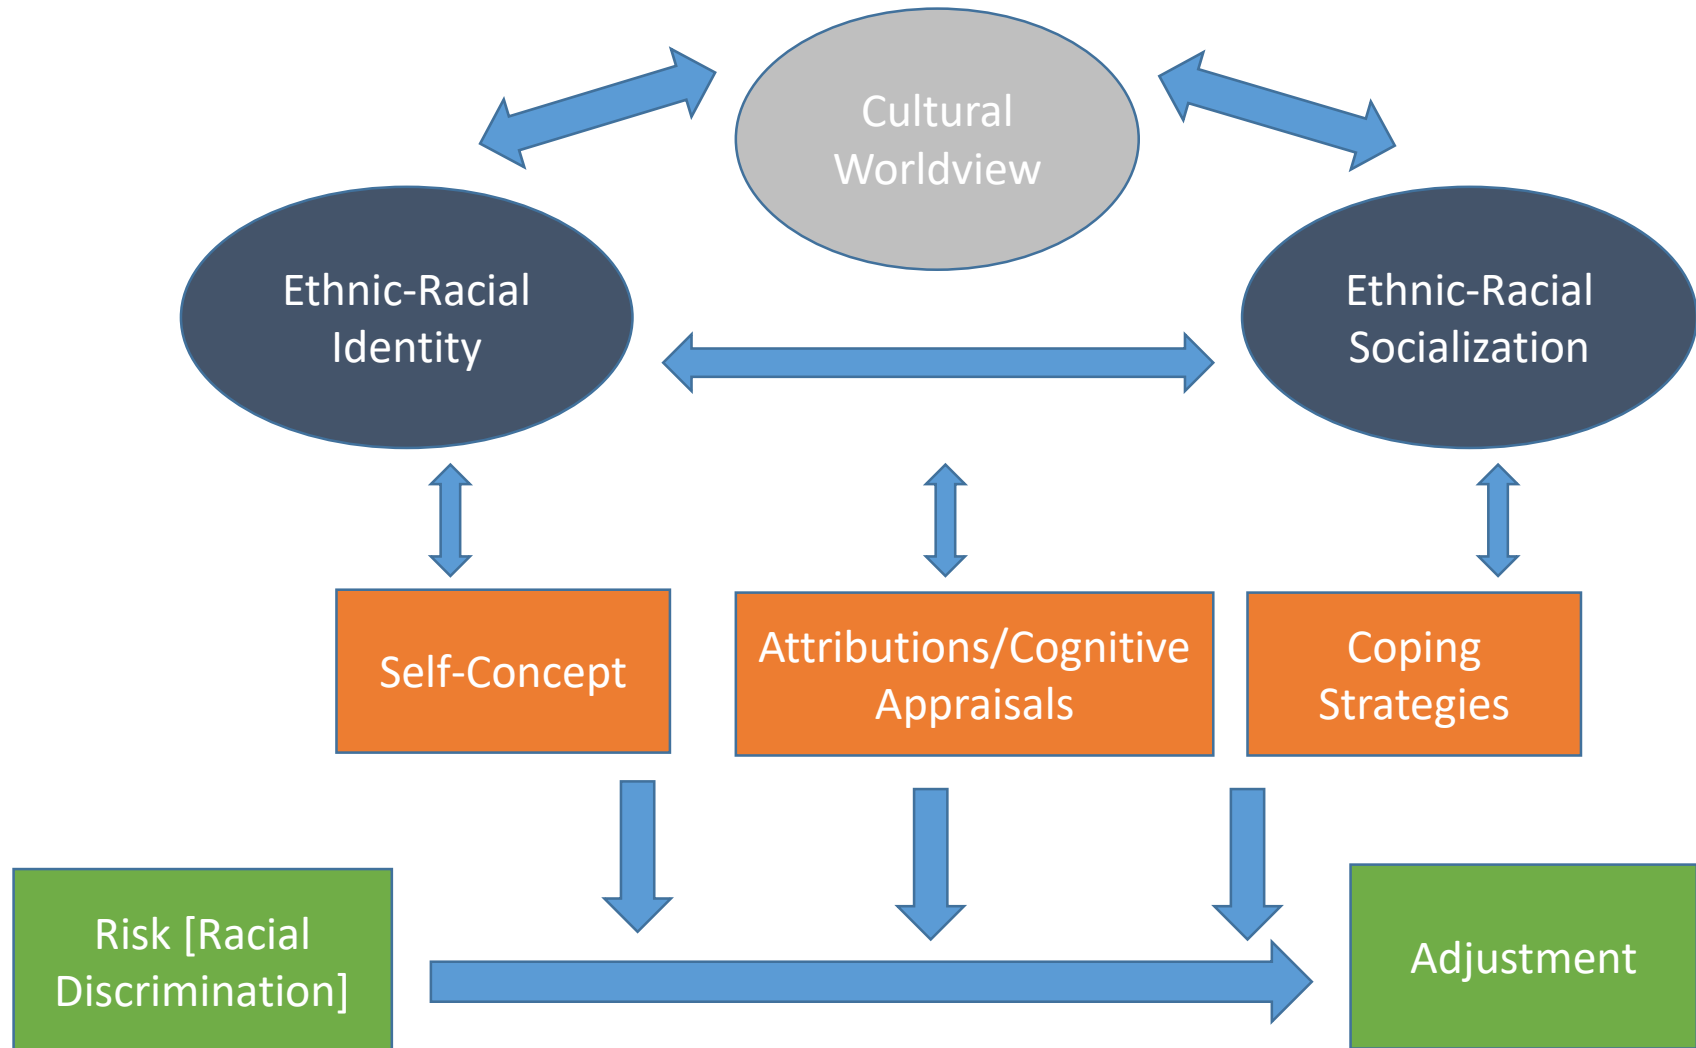 Cultural
Worldview
Ethnic-Racial
Identity
Ethnic-Racial
Socialization
Self-Concept
Attributions/Cognitive
Appraisals
Coping
Strategies
Risk [Racial
Discrimination]
Adjustment